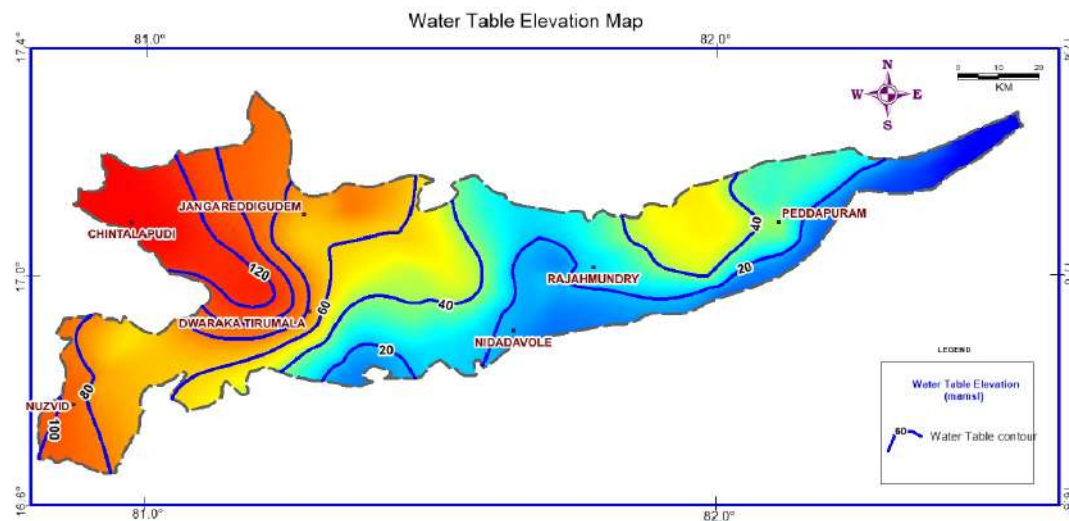 Water Table Elevation Map
81.0°
82.0°
17.4
N
W E
S
0 10 20
KM
JANGAREDDIGUDEM
CHINTALAPUDI
PEDDAPURAM
40
120
20
17.0
RAJAHMUNDRY
60
40
DWARAKA TIRUMALA
NIDADAVOLE
20
LEGEND
Water Table Elevation
(mamsl)
80
NUZVID
100
60
Water Table contour
16.6
81.0°
82.0°